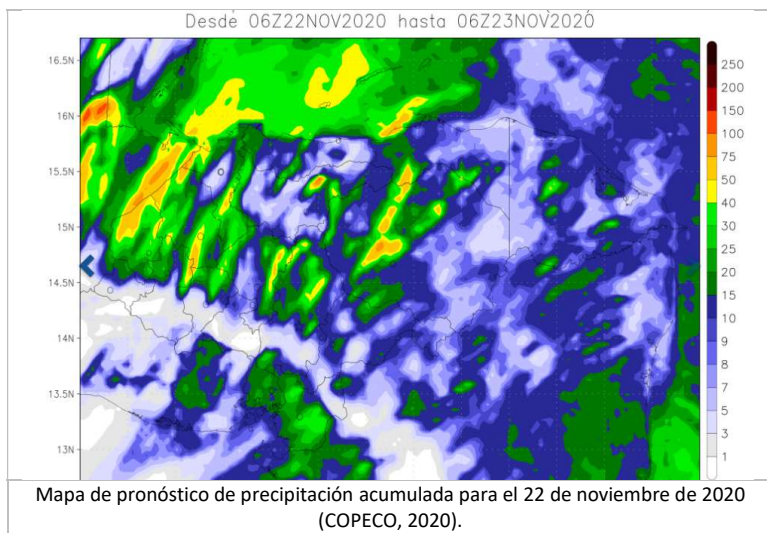 Desde 06Z22NOV2020 hasta 06Z23NOV2020
16.5N
16N
15.5N
15N
14.5N
14N
13.5N
13N
250
200
150
100
75
50
40
30
25
20
15
10
9
8
7
5
3
1
Mapa de pronóstico de precipitación acumulada para el 22 de noviembre de 2020
(COPECO, 2020).